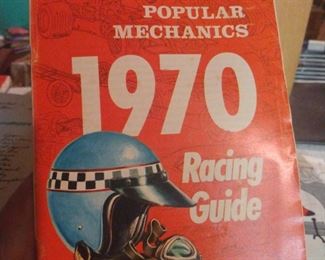 POPULAR
MECHANICS
1970
Racing
Guide